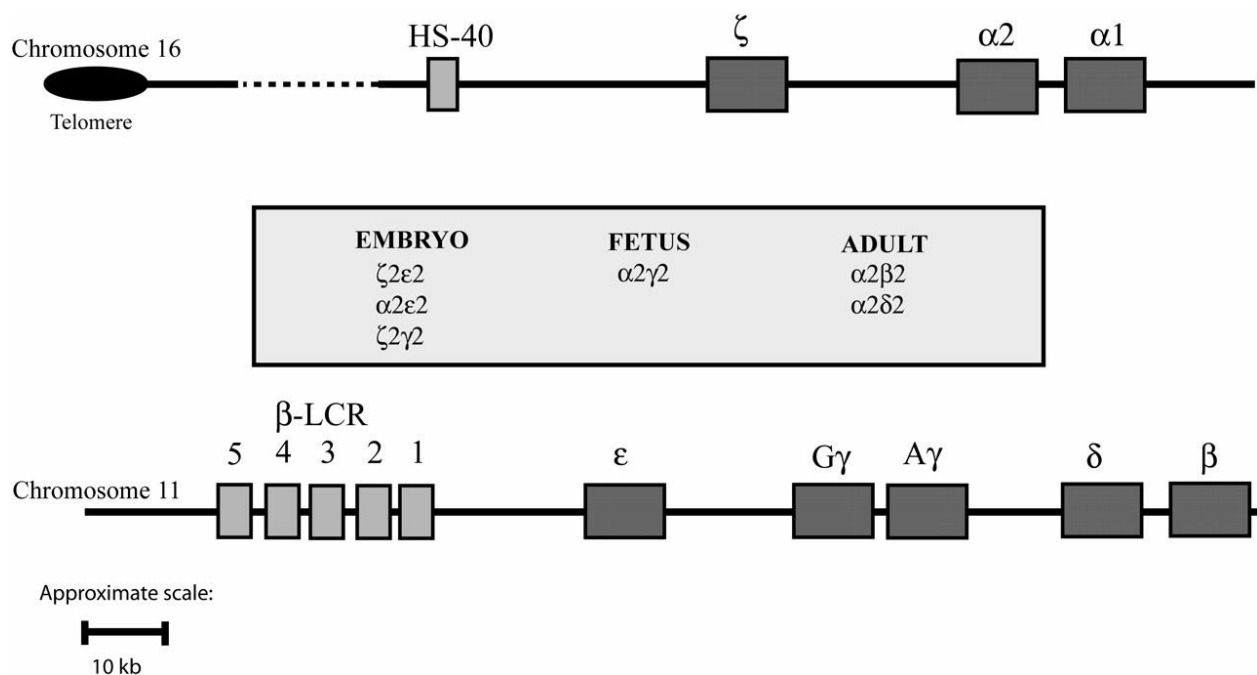 HS-40 ζ α2 α1
Chromosome 16
Telomere
EMBRYO FETUS ADULT
ζ2ε2 α2γ2 α2β2
α2ε2 α2δ2
ζ2γ2
β-LCR
5 4 3 2 1 ε Gγ Aγ δ β
Chromosome 11
Approximate scale:
10 kb